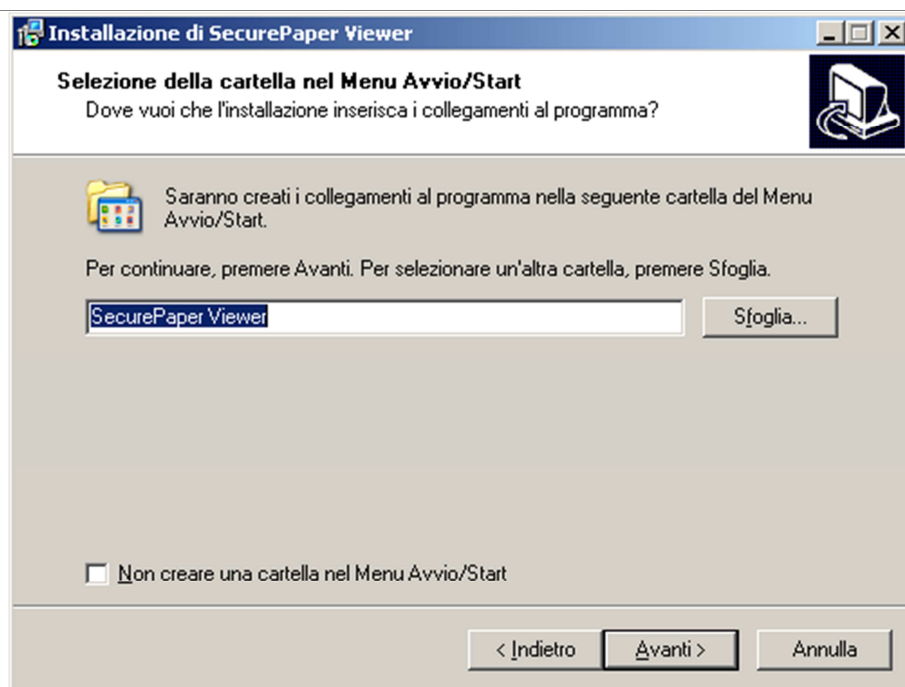 Installazione di SecurePaper Viewer
Selezione della cartella nel Menu Avvio/Start
Dove vuoi che l'installazione inserisca i collegamenti al programma?
Saranno creati i collegamenti al programma nella seguente cartella del Menu
Avvio/Start.
Per continuare, premere Avanti. Per selezionare un'altra cartella, premere Sfoglia.
SecurePaper Viewer
Sfoglia...
Non creare una cartella nel Menu Avvio/Start
< Indietro
Avanti >
Annulla